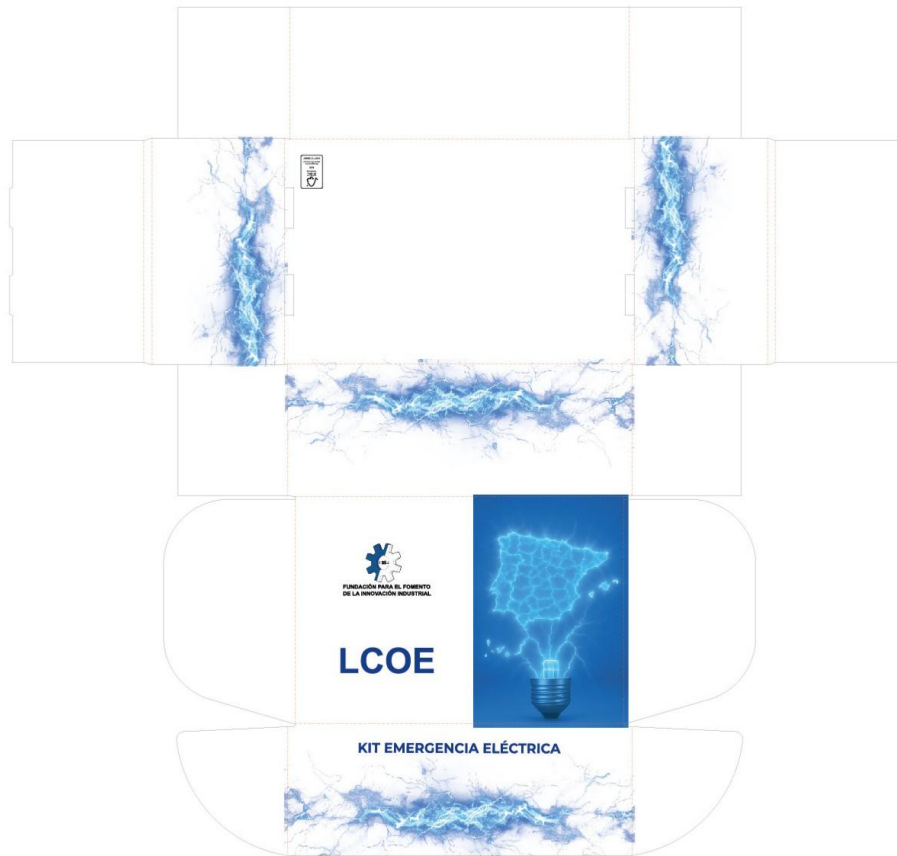 FUNDACIÓN PARA EL FOMENTO
DE LA INNOVACIÓN INDUSTRIAL
LCOE
KIT EMERGENCIA ELÉCTRICA